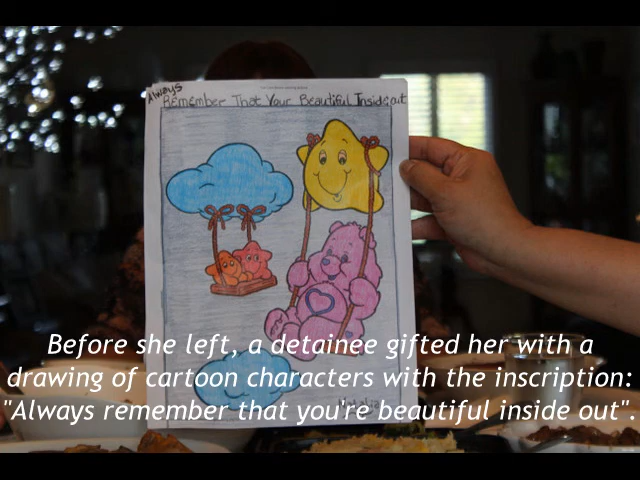 Always
Remember That Your Beautiful Inside out
Before she left, a detainee gifted her with a
drawing of cartoon characters with the inscription:
"Always remember that you're beautiful inside out".